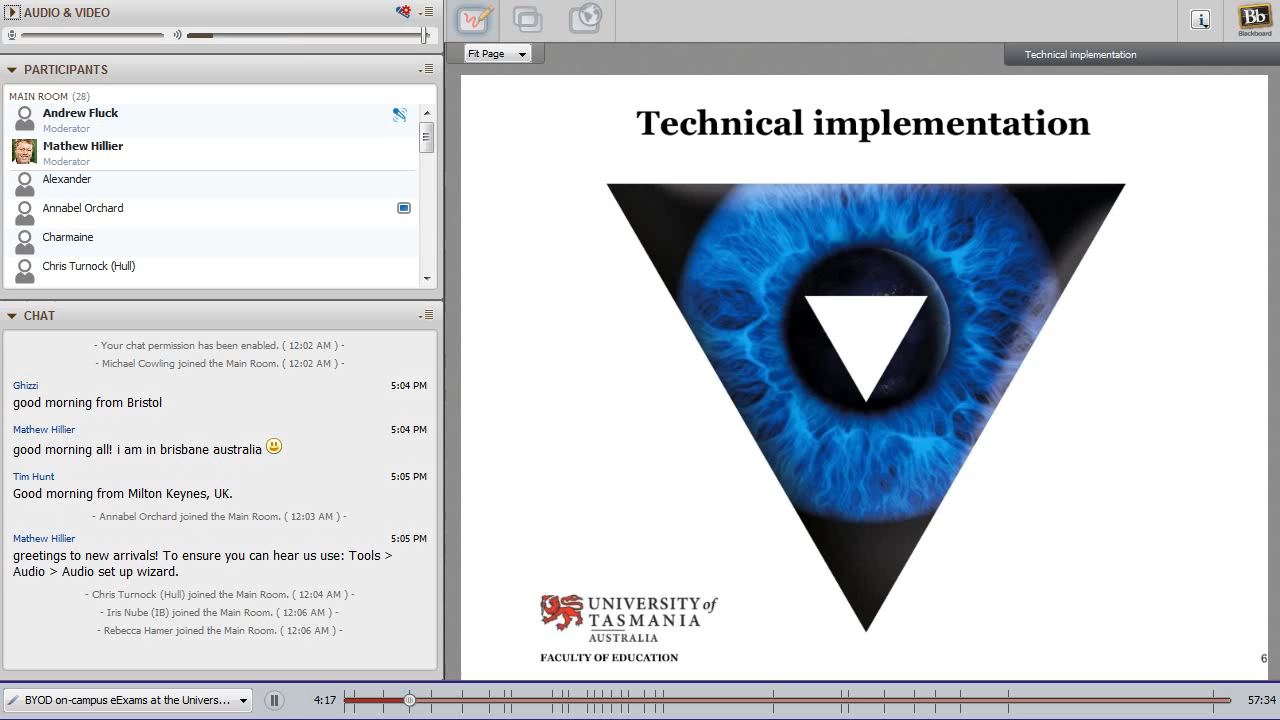 AUDIO & VIDEO
PARTICIPANTS
MAIN ROOM (28)
Andrew Fluck
Moderator
Mathew Hillier
Moderator
Alexander
Annabel Orchard
Charmaine
Chris Turnock (Hull)
CHAT
- Your chat permission has been enabled. ( 12:02 AM ) -
- Michael Cowling joined the Main Room. ( 12:02 AM ) -
Ghizzi 5:04 PM
good morning from Bristol
Mathew Hillier 5:04 PM
good morning all! i am in brisbane australia
Tim Hunt 5:05 PM
Good morning from Milton Keynes, UK.
- Annabel Orchard joined the Main Room. ( 12:03 AM ) -
Mathew Hillier 5:05 PM
greetings to new arrivals! To ensure you can hear us use: Tools >
Audio > Audio set up wizard.
- Chris Turnock (Hull) joined the Main Room. ( 12:04 AM ) -
- Iris Nube (IB) joined the Main Room. ( 12:06 AM ) -
- Rebecca Hamer joined the Main Room. ( 12:06 AM ) -
Fit Page
Technical implementation
Bb
Blackboard
Technical implementation
UNIVERSITY of
TASMANIA
AUSTRALIA
FACULTY OF EDUCATION
6
BYOD on-campus eExams at the Univers...
4:17
57:34